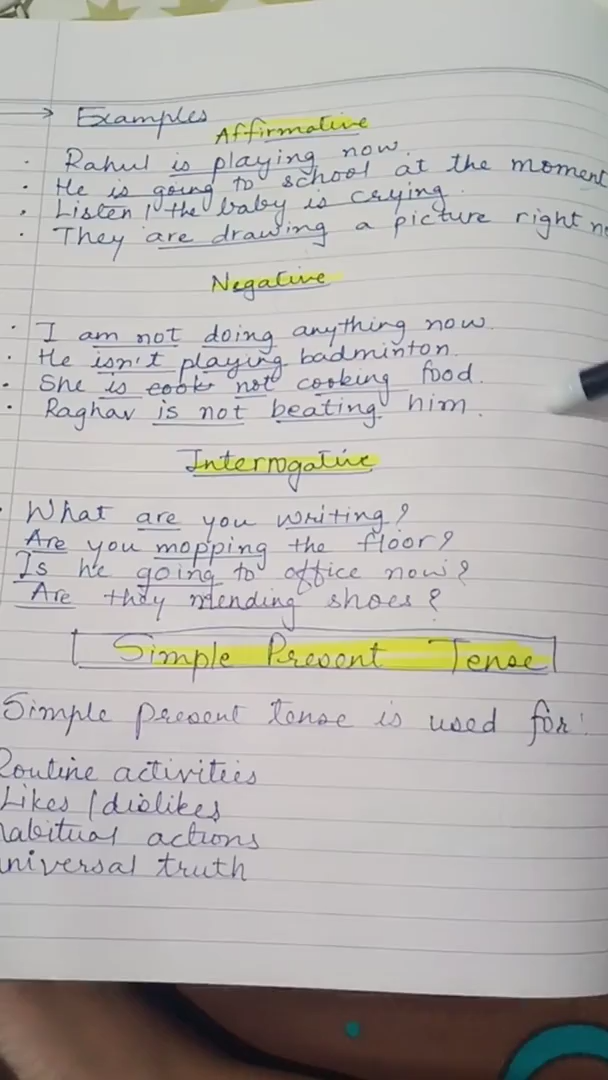 → Examples
Affirmative
· Rahul is playing now.
· He is going to school at the moment
· Listen! the baby is crying.
· They are drawing a picture right n
Negative
· I am not doing anything now.
· He isn't playing badminton.
· She is cook not cooking food.
· Raghav is not beating him.
Interrogative
· What are you writing?
Are you mopping the floor?
Is he going to office now?
Are they mending shoes?
Simple Present Tense
Simple present tense is used for:
Routine activities
Likes / dislikes
habitual actions
universal truth